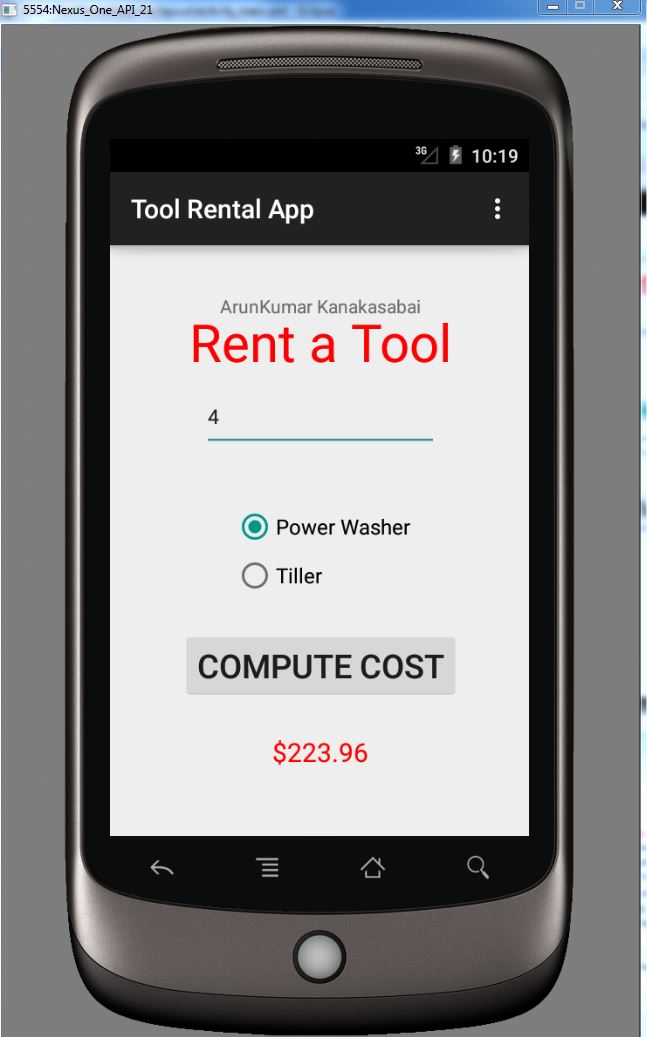 5554:Nexus_One_API_21
3G 10:19
Tool Rental App
ArunKumar Kanakasabai
Rent a Tool
4
Power Washer
Tiller
COMPUTE COST
$223.96